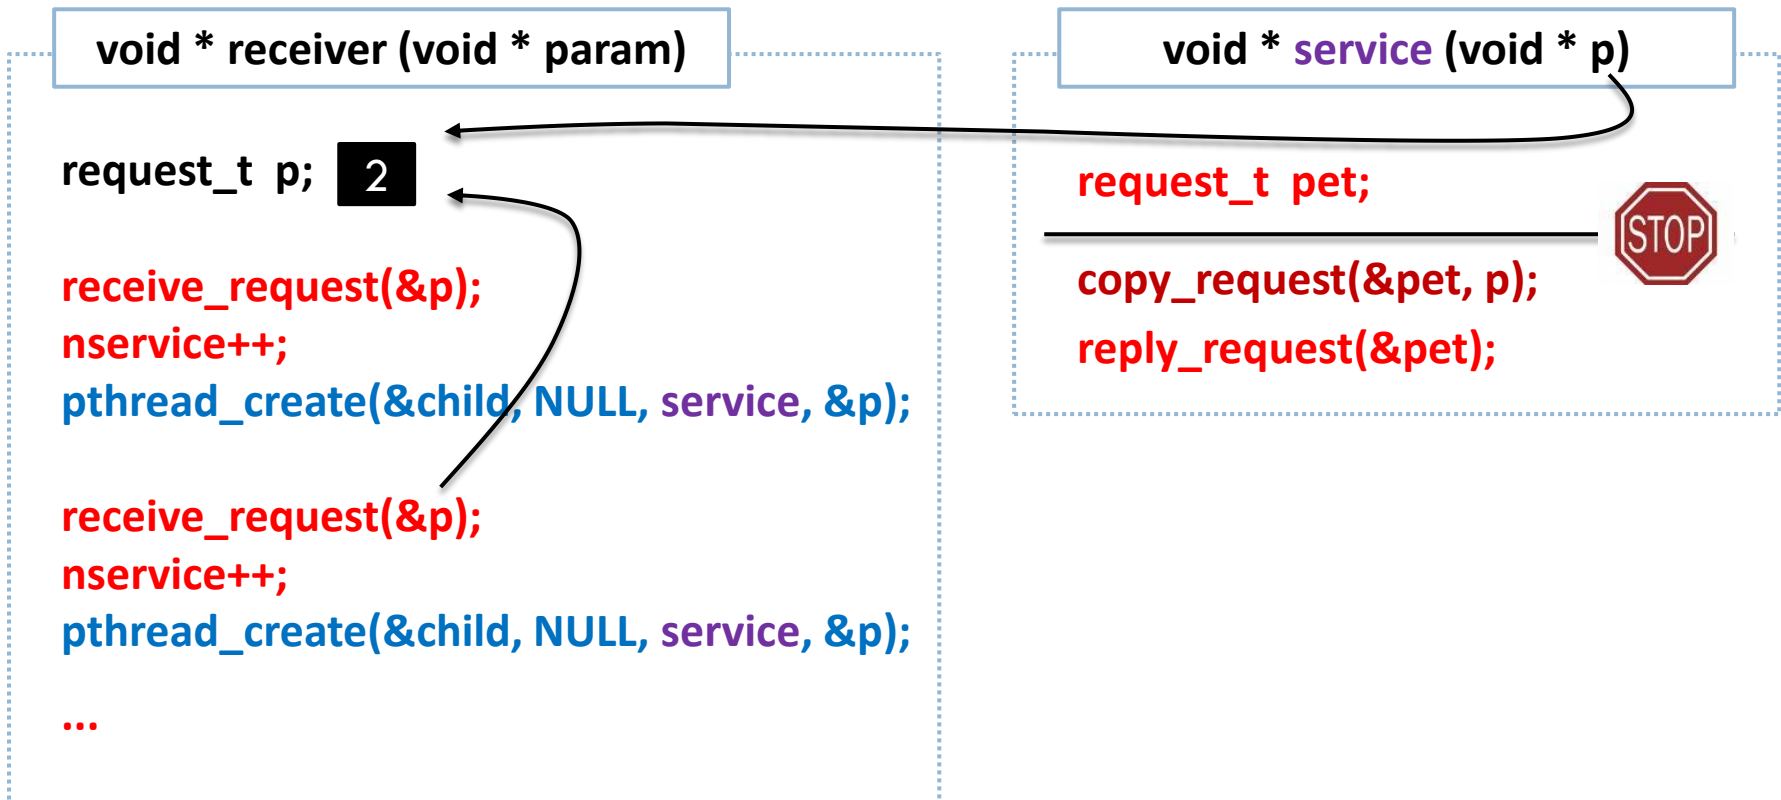 void * receiver (void * param)
request_t p; 2
receive_request(&p);
nservice++;
pthread_create(&child, NULL, service, &p);
receive_request(&p);
nservice++;
pthread_create(&child, NULL, service, &p);
...
void * service (void * p)
request_t pet;
STOP
copy_request(&pet, p);
reply_request(&pet);